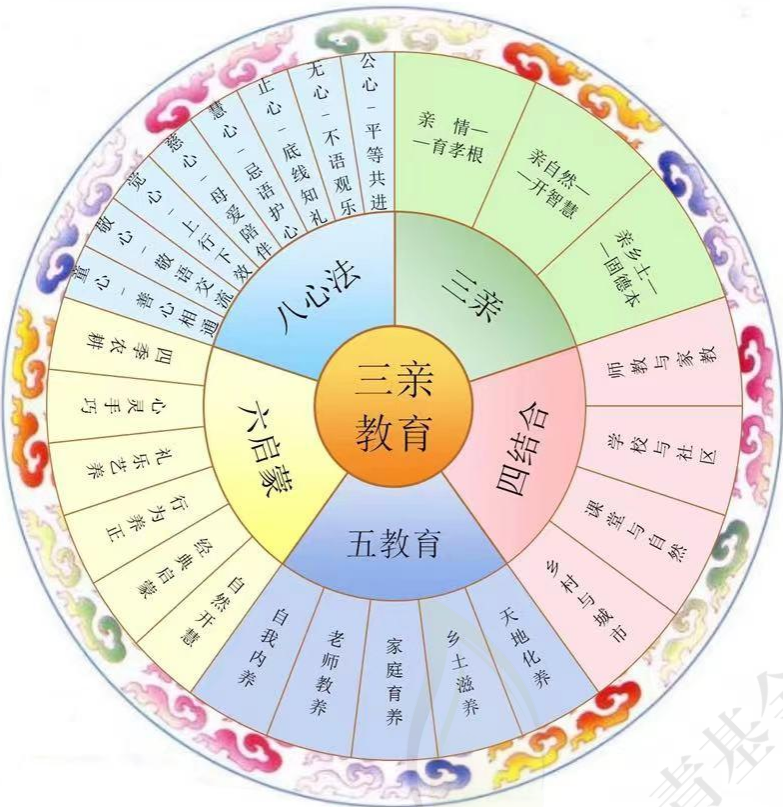 三亲
教育
三亲
亲 情—
—育孝根
亲自然—
—开智慧
亲乡土—
—固德本
四结合
师教与家教
学校与社区
课堂与自然
乡村与城市
五教育
天地化养
乡土滋养
家庭育养
老师教养
自我内养
六启蒙
自然开慧
经典启蒙
行为养正
礼乐艺养
心灵手巧
四季农耕
八心法
童心–善心相通
敬心–敬语交流
觉心–上行下效
慈心–母爱陪伴
慧心–忌语护心
止心–底线知礼
无心–不语观乐
公心–平等共进
青基金